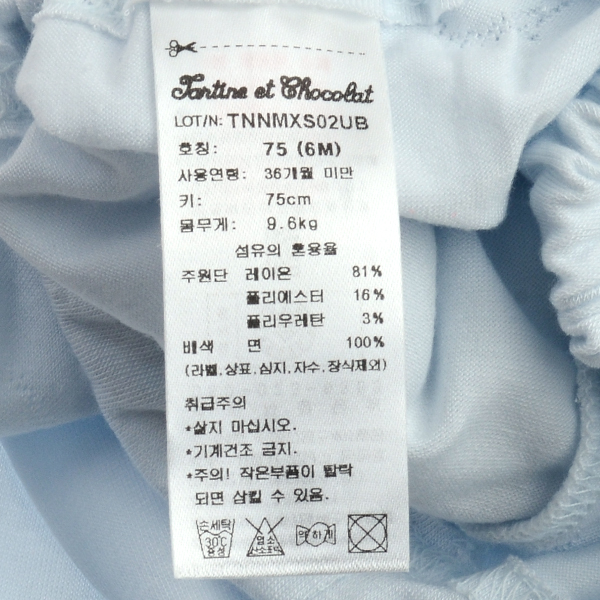 Tartine et Chocolat
LOT/N: TNNMXS02UB
호칭: 75 (6M)
사용연령: 36개월 미만
키: 75cm
몸무게: 9.6kg
섬유의 혼용율
주원단 레이온 81%
폴리에스터 16%
폴리우레탄 3%
배색 면 100%
(라벨,상표,심지,자수,장식제외)
취급주의
*삶지 마십시오.
*기계건조 금지.
*주의! 작은부품이 탈락
되면 삼킬 수 있음.
손세탁 30℃ 중성 염소 산소표백 약하게